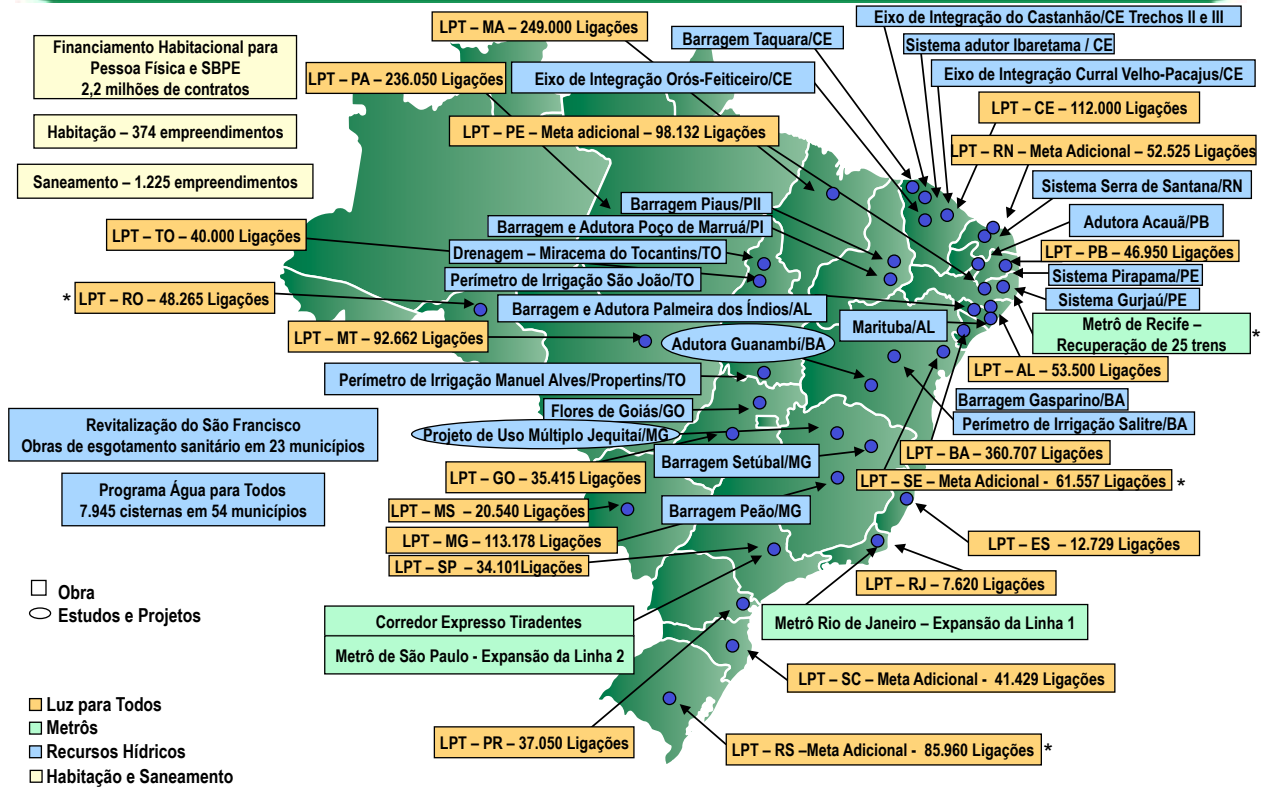 Eixo de Integração do Castanhão/CE Trechos II e III
LPT – MA – 249.000 Ligações
Barragem Taquara/CE
Sistema adutor Ibaretama / CE
Financiamento Habitacional para
Pessoa Física e SBPE
2,2 milhões de contratos
LPT – PA – 236.050 Ligações
Eixo de Integração Orós-Feiticeiro/CE
Eixo de Integração Curral Velho-Pacajus/CE
LPT – CE – 112.000 Ligações
Habitação – 374 empreendimentos
LPT – PE – Meta adicional – 98.132 Ligações
LPT – RN – Meta Adicional – 52.525 Ligações
Saneamento – 1.225 empreendimentos
Sistema Serra de Santana/RN
Barragem Piaus/PII
Barragem e Adutora Poço de Marruá/PI
Adutora Acauã/PB
LPT – TO – 40.000 Ligações
Drenagem – Miracema do Tocantins/TO
LPT – PB – 46.950 Ligações
Perímetro de Irrigação São João/TO
Sistema Pirapama/PE
* LPT – RO – 48.265 Ligações
Barragem e Adutora Palmeira dos Índios/AL
Sistema Gurjaú/PE
LPT – MT – 92.662 Ligações
Marituba/AL
Metrô de Recife –
Recuperação de 25 trens
*
Adutora Guanambí/BA
LPT – AL – 53.500 Ligações
Perímetro de Irrigação Manuel Alves/Propertins/TO
Barragem Gasparino/BA
Flores de Goiás/GO
Perímetro de Irrigação Salitre/BA
Revitalização do São Francisco
Obras de esgotamento sanitário em 23 municípios
Projeto de Uso Múltiplo Jequitaí/MG
Barragem Setúbal/MG
LPT – BA – 360.707 Ligações
LPT – GO – 35.415 Ligações
LPT – SE – Meta Adicional - 61.557 Ligações *
Programa Água para Todos
7.945 cisternas em 54 municípios
LPT – MS – 20.540 Ligações
Barragem Peão/MG
LPT – MG – 113.178 Ligações
LPT – ES – 12.729 Ligações
LPT – SP – 34.101Ligações
LPT – RJ – 7.620 Ligações
Obra
Estudos e Projetos
Corredor Expresso Tiradentes
Metrô Rio de Janeiro – Expansão da Linha 1
Metrô de São Paulo - Expansão da Linha 2
LPT – SC – Meta Adicional - 41.429 Ligações
Luz para Todos
Metrôs
Recursos Hídricos
Habitação e Saneamento
LPT – PR – 37.050 Ligações
LPT – RS –Meta Adicional - 85.960 Ligações *